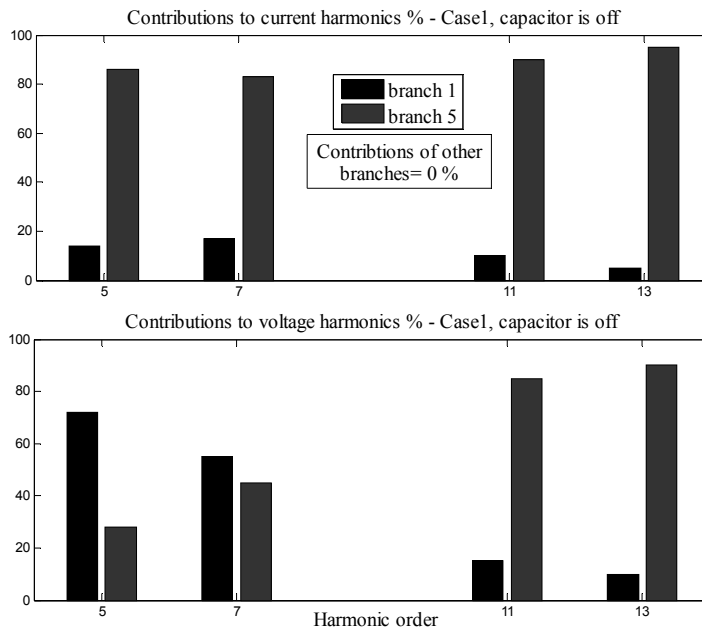 Contributions to current harmonics % - Case1, capacitor is off
100
80
60
40
20
0
branch 1
branch 5
Contribtions of other
branches= 0 %
5
7
11
13
Contributions to voltage harmonics % - Case1, capacitor is off
100
80
60
40
20
0
5
7
11
13
Harmonic order